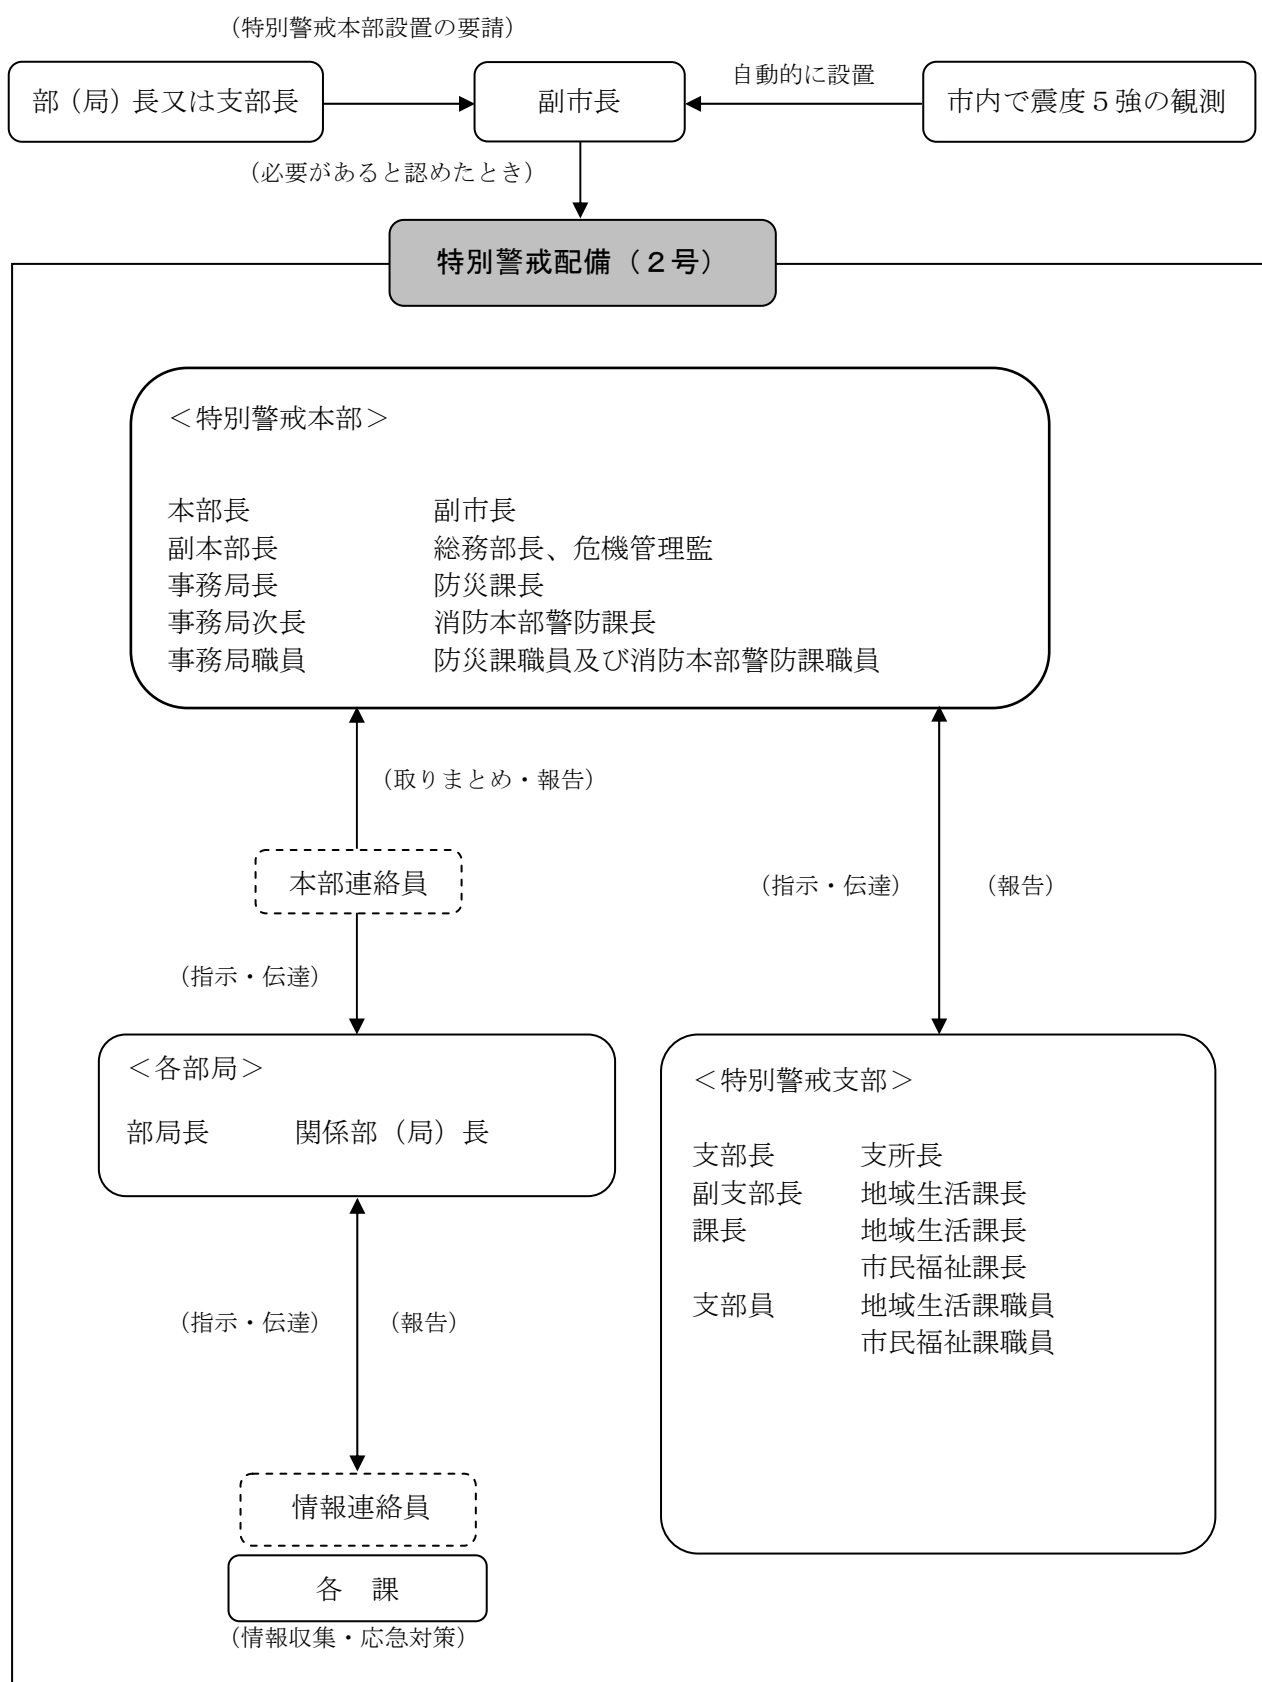 （特別警戒本部設置の要請）
部（局）長又は支部長
副市長
自動的に設置
市内で震度５強の観測
（必要があると認めたとき）
特別警戒配備（２号）
＜特別警戒本部＞
本部長　副市長
副本部長　総務部長、危機管理監
事務局長　防災課長
事務局次長　消防本部警防課長
事務局職員　防災課職員及び消防本部警防課職員
（取りまとめ・報告）
本部連絡員
（指示・伝達）
（指示・伝達）　（報告）
＜各部局＞
部局長　関係部（局）長
＜特別警戒支部＞
支部長　支所長
副支部長　地域生活課長
課長　地域生活課長
市民福祉課長
支部員　地域生活課職員
市民福祉課職員
（指示・伝達）　（報告）
情報連絡員
各　課
（情報収集・応急対策）